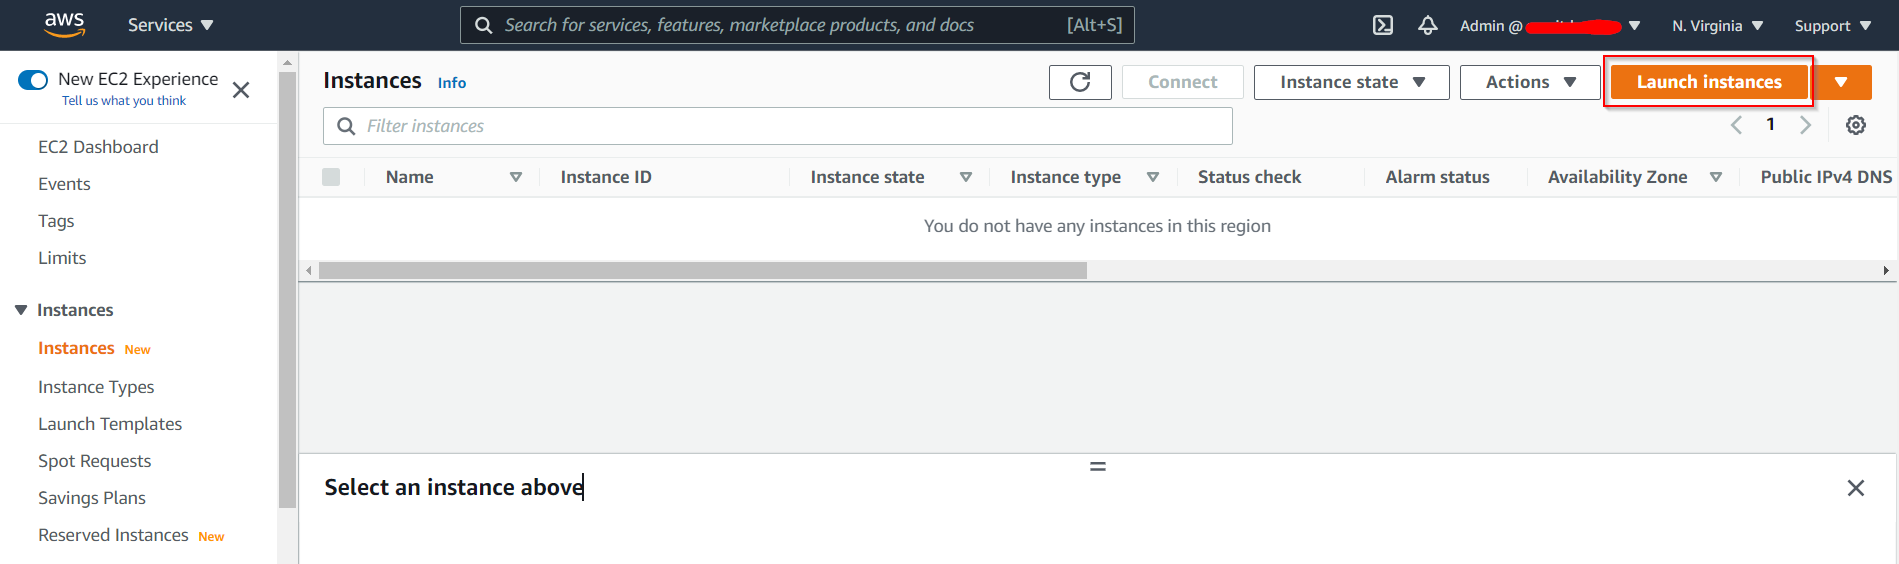 aws Services Search for services, features, marketplace products, and docs [Alt+S] Admin @ N. Virginia Support
New EC2 Experience
Tell us what you think
EC2 Dashboard
Events
Tags
Limits
Instances
Instances New
Instance Types
Launch Templates
Spot Requests
Savings Plans
Reserved Instances New
Instances Info Connect Instance state Actions Launch instances
Filter instances 1
Name Instance ID Instance state Instance type Status check Alarm status Availability Zone Public IPv4 DNS
You do not have any instances in this region
Select an instance above